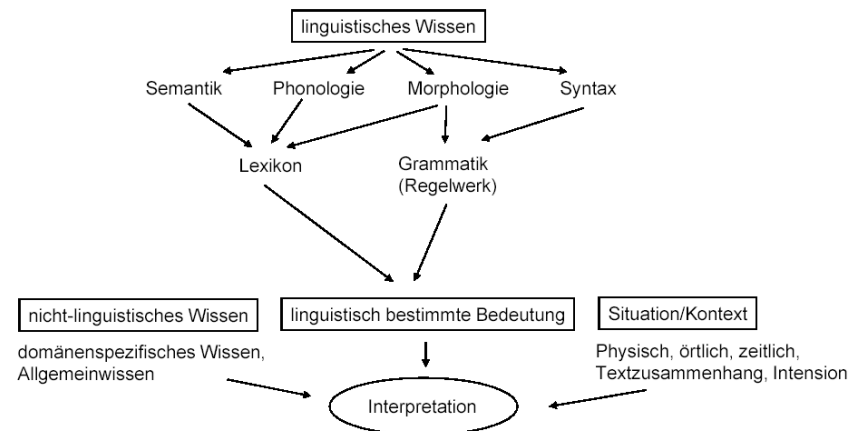 linguistisches Wissen
Semantik
Phonologie
Morphologie
Syntax
Lexikon
Grammatik
(Regelwerk)
nicht-linguistisches Wissen
linguistisch bestimmte Bedeutung
Situation/Kontext
domänenspezifisches Wissen,
Allgemeinwissen
Physisch, örtlich, zeitlich,
Textzusammenhang, Intension
Interpretation